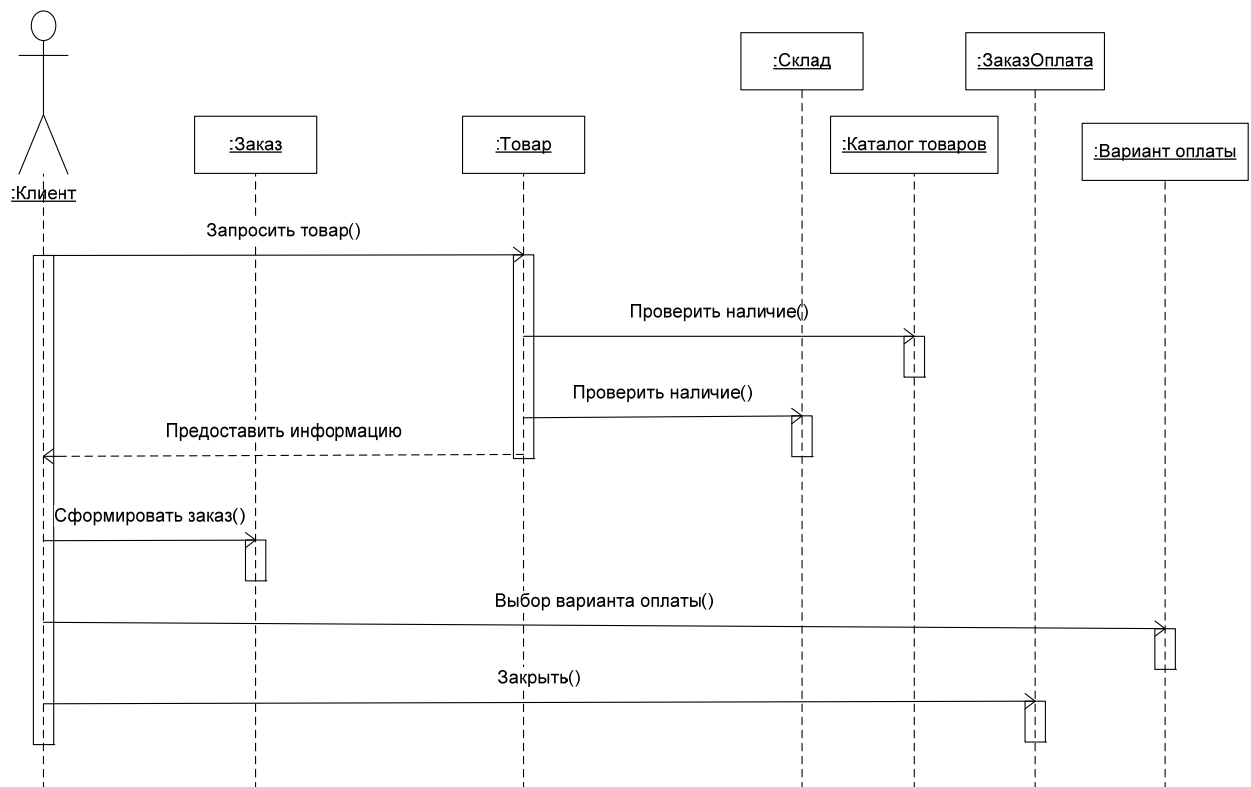 :Склад
:ЗаказОплата
:Заказ
:Товар
:Каталог товаров
:Вариант оплаты
:Клиент
Запросить товар()
Проверить наличие()
Проверить наличие()
Предоставить информацию
Сформировать заказ()
Выбор варианта оплаты()
Закрыть()